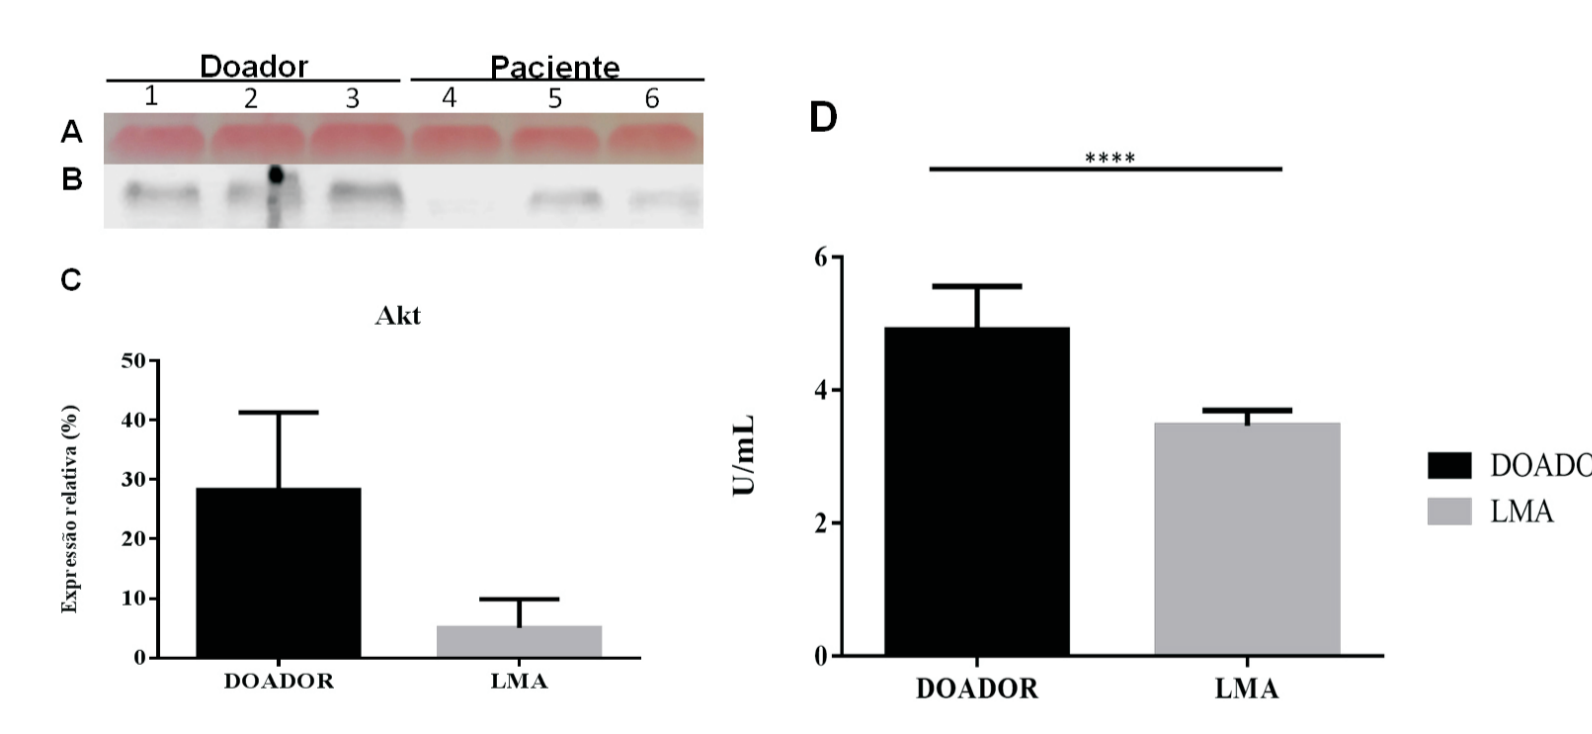 Doador Paciente
1 2 3 4 5 6
A
B
C
Akt
Expressão relativa (%)
50
40
30
20
10
0
DOADOR LMA
D
****
U/mL
6
4
2
0
DOADOR LMA
DOADO
LMA